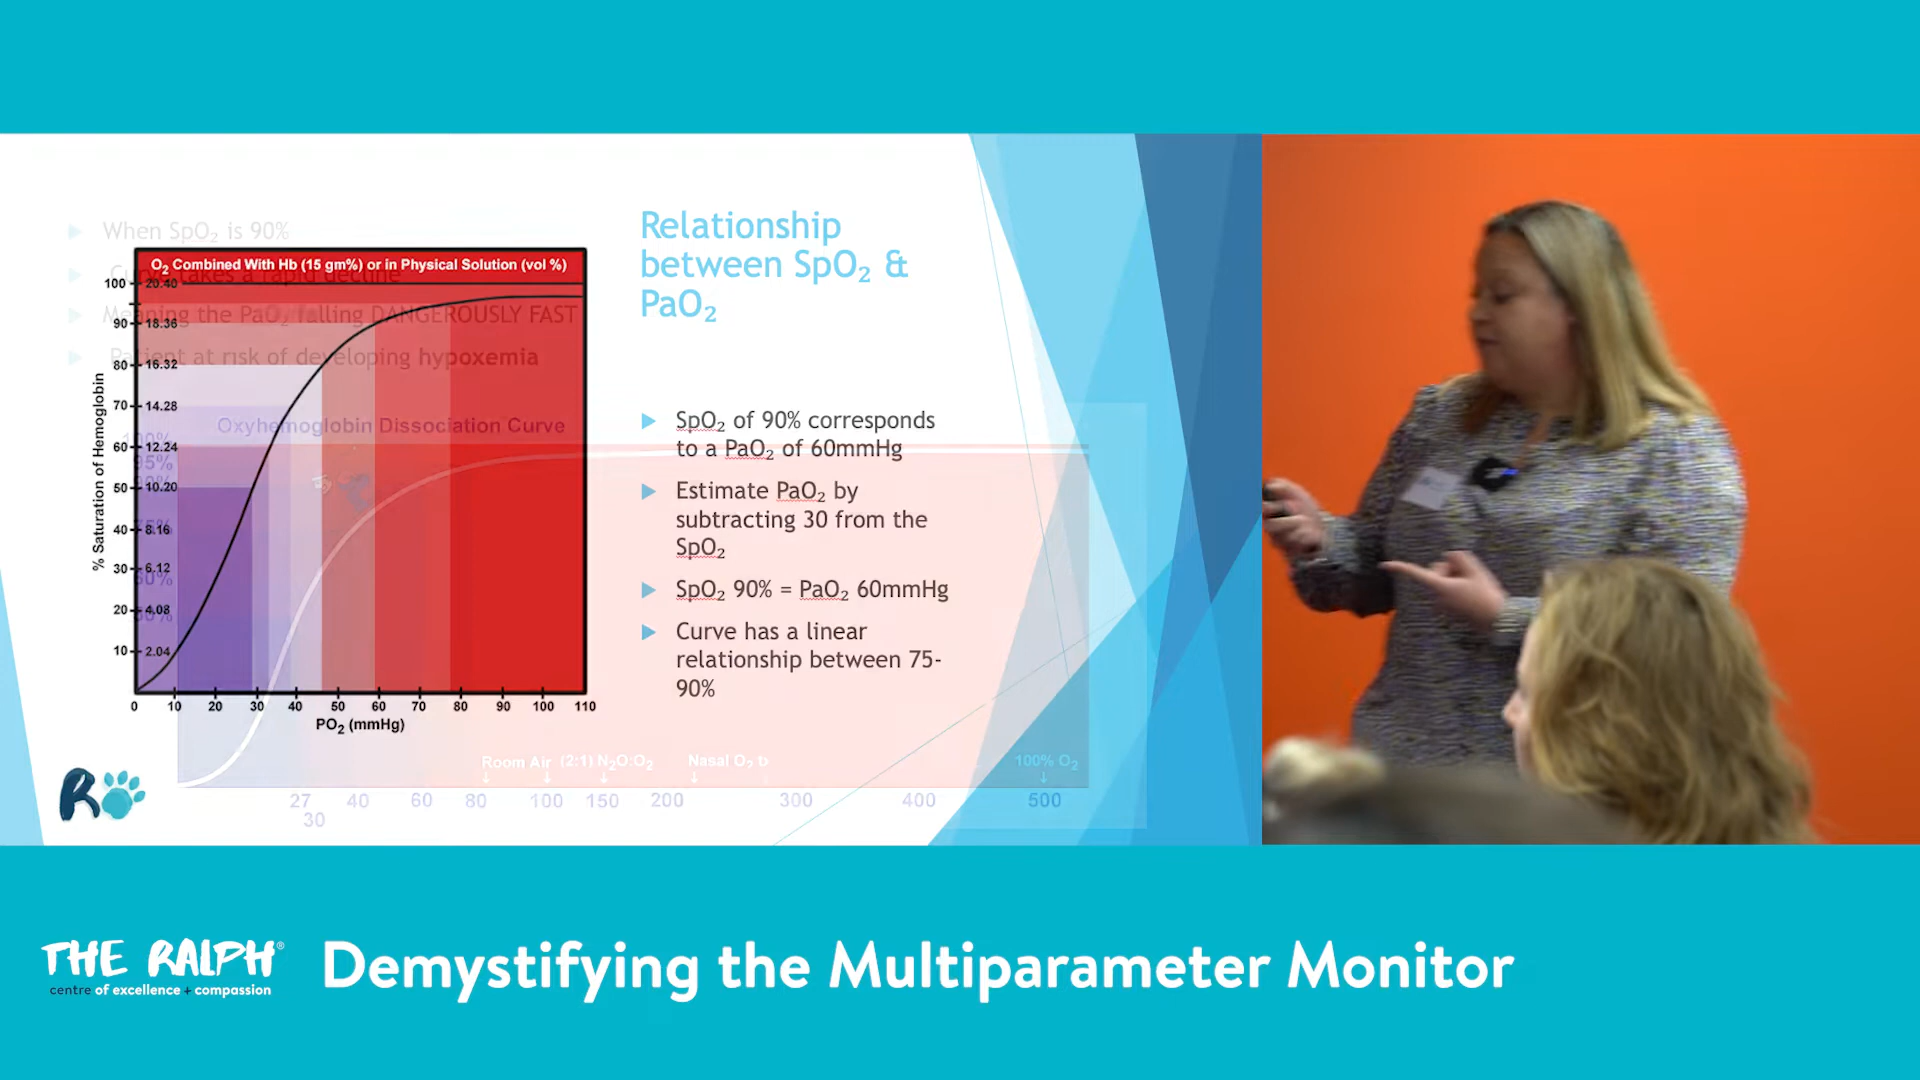 When SpO₂ is 90%
Curve takes a rapid decline
Meaning the PaO₂ falling DANGEROUSLY FAST
Patient at risk of developing hypoxemia
Oxyhemoglobin Dissociation Curve
O₂ Combined With Hb (15 gm%) or in Physical Solution (vol %)
100 20.40
90 18.36
80 16.32
70 14.28
60 12.24
50 10.20
40 8.16
30 6.12
20 4.08
10 2.04
% Saturation of Hemoglobin
0 10 20 30 40 50 60 70 80 90 100 110
PO₂ (mmHg)
Relationship
between SpO₂ &
PaO₂
SpO₂ of 90% corresponds
to a PaO₂ of 60mmHg
Estimate PaO₂ by
subtracting 30 from the
SpO₂
SpO₂ 90% = PaO₂ 60mmHg
Curve has a linear
relationship between 75-
90%
Room Air (2:1) N₂O:O₂ Nasal O₂ 100% O₂
27 40 60 80 100 150 200 300 400 500
30
R
THE RALPH®
centre of excellence + compassion
Demystifying the Multiparameter Monitor